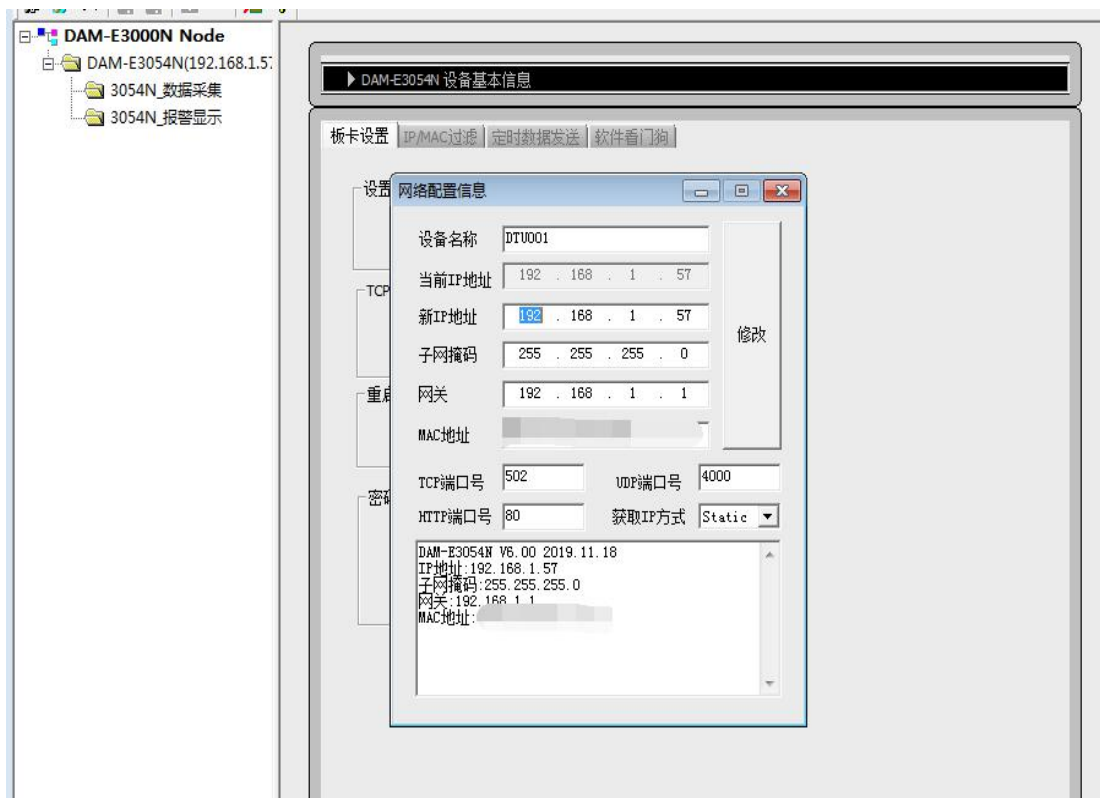 DAM-E3000N Node
DAM-E3054N(192.168.1.57
3054N_数据采集
3054N_报警显示
DAM-E3054N 设备基本信息
板卡设置 IP/MAC过滤 定时数据发送 软件看门狗
设置
TCP
重启
密码
网络配置信息
设备名称 DTU001
当前IP地址 192 . 168 . 1 . 57
新IP地址 192 . 168 . 1 . 57
修改
子网掩码 255 . 255 . 255 . 0
网关 192 . 168 . 1 . 1
MAC地址
TCP端口号 502 UDP端口号 4000
HTTP端口号 80 获取IP方式 Static
DAM-E3054N V6.00 2019.11.18
IP地址:192.168.1.57
子网掩码:255.255.255.0
网关:192.168.1.1
MAC地址: